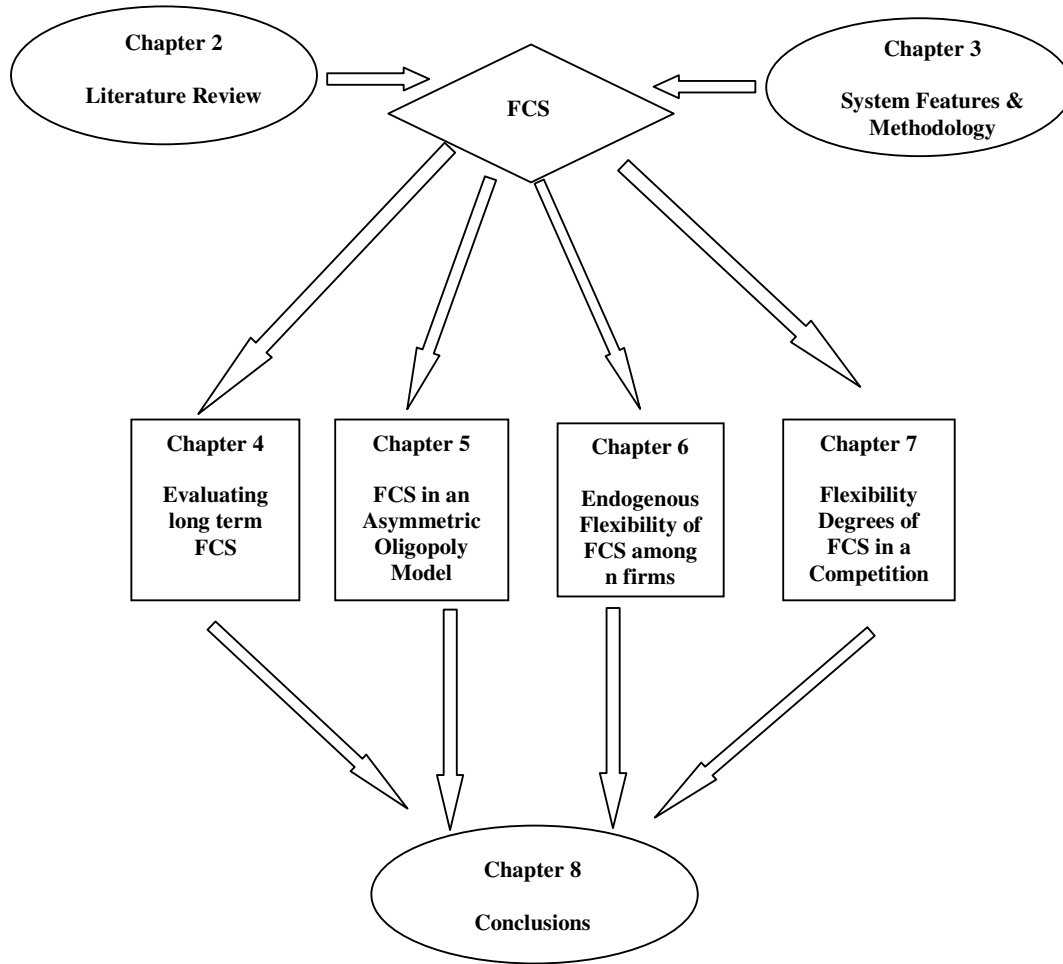 Chapter 2
Literature Review
FCS
Chapter 3
System Features &
Methodology
Chapter 4
Evaluating
long term
FCS
Chapter 5
FCS in an
Asymmetric
Oligopoly
Model
Chapter 6
Endogenous
Flexibility of
FCS among
n firms
Chapter 7
Flexibility
Degrees of
FCS in a
Competition
Chapter 8
Conclusions